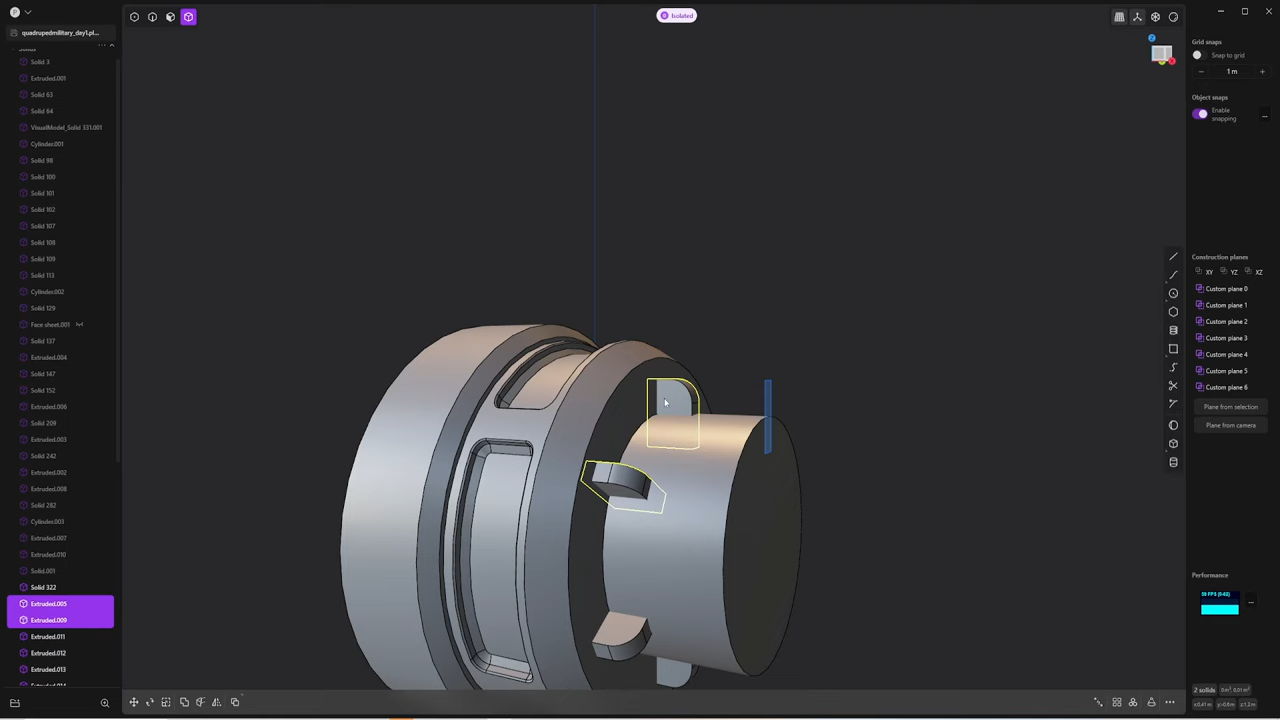 quadrupedmilitary_day1.pl...
Isolated
Solid 3
Extruded.001
Solid 63
Solid 64
VisualModel_Solid 331.001
Cylinder.001
Solid 98
Solid 100
Solid 101
Solid 102
Solid 107
Solid 108
Solid 109
Solid 113
Cylinder.002
Solid 129
Face sheet.001
Solid 137
Extruded.004
Solid 147
Solid 152
Extruded.006
Solid 209
Extruded.003
Solid 242
Extruded.002
Extruded.008
Solid 282
Cylinder.003
Extruded.007
Extruded.010
Solid.001
Solid 322
Extruded.005
Extruded.009
Extruded.011
Extruded.012
Extruded.013
Grid snaps
Snap to grid
1 m
Object snaps
Enable
snapping
Construction planes
XY YZ XZ
Custom plane 0
Custom plane 1
Custom plane 2
Custom plane 3
Custom plane 4
Custom plane 5
Custom plane 6
Plane from selection
Plane from camera
Performance
2 solids